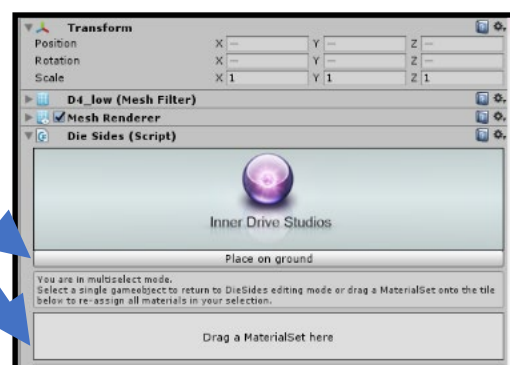 Transform
Position X — Y — Z —
Rotation X — Y — Z —
Scale X 1 Y 1 Z 1
D4_low (Mesh Filter)
Mesh Renderer
Die Sides (Script)
Inner Drive Studios
Place on ground
You are in multiselect mode.
Select a single gameobject to return to DieSides editing mode or drag a MaterialSet onto the tile
below to re-assign all materials in your selection.
Drag a MaterialSet here